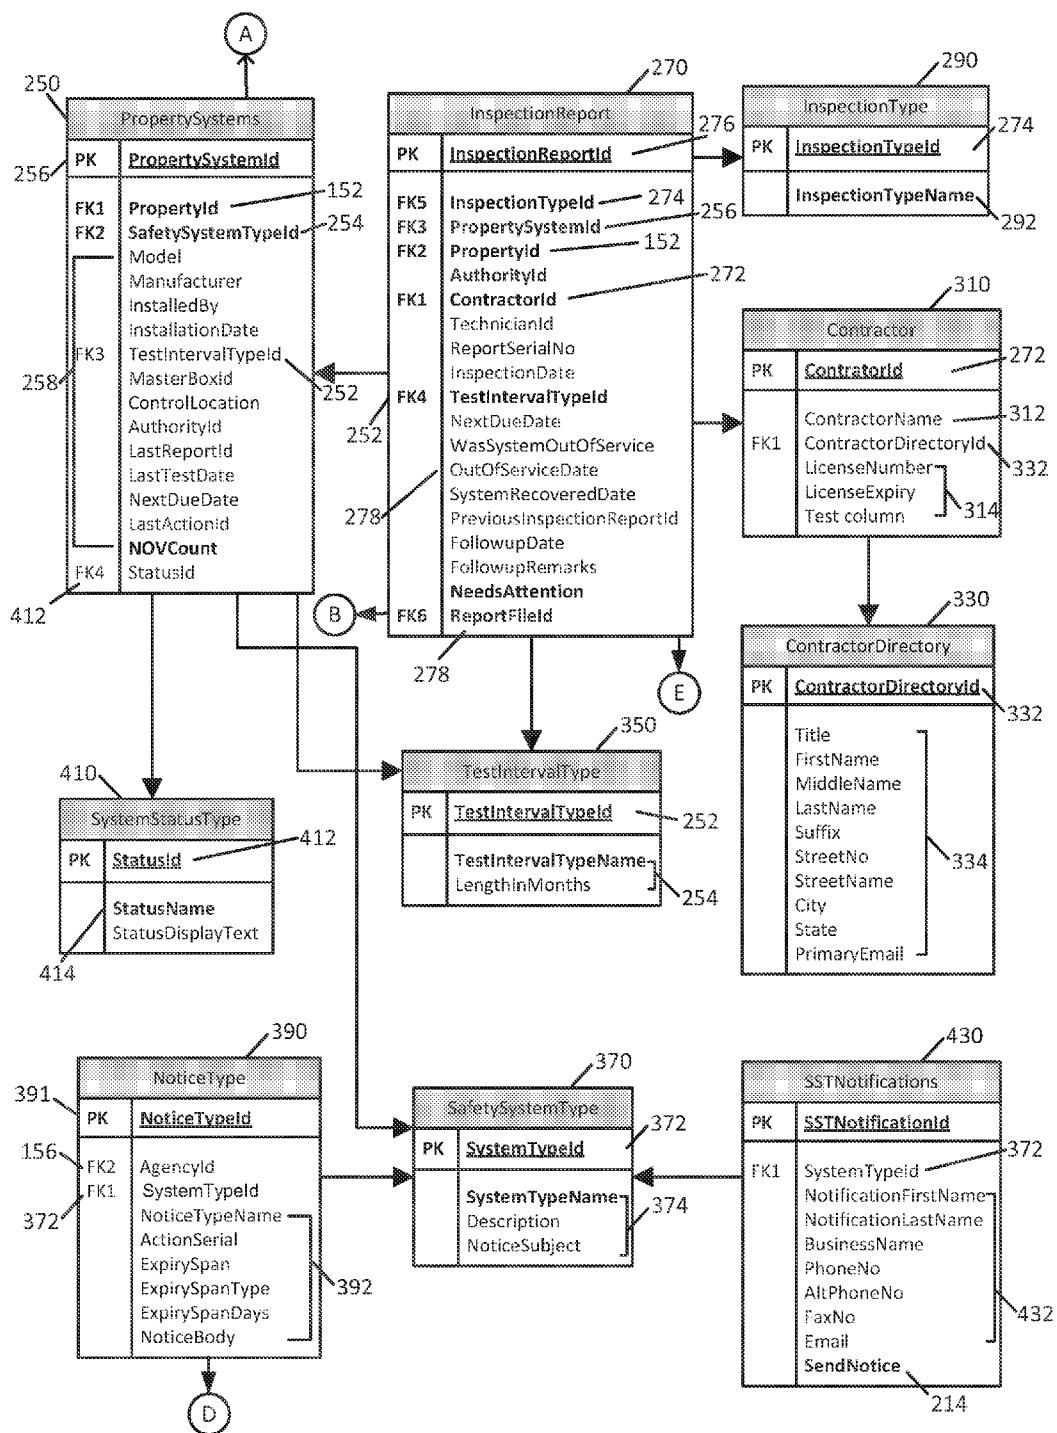 A
250
PropertySystems
PK PropertySystemId
256
FK1 PropertyId
152
FK2 SafetySystemTypeId
254
Model
Manufacturer
InstalledBy
InstallationDate
FK3 TestIntervalTypeId
258
252
MasterBoxId
ControlLocation
AuthorityId
LastReportId
LastTestDate
NextDueDate
LastActionId
NOVCount
FK4 StatusId
412
270
InspectionReport
PK InspectionReportId
276
FK5 InspectionTypeId
274
FK3 PropertySystemId
256
FK2 PropertyId
152
AuthorityId
FK1 ContractorId
272
TechnicianId
ReportSerialNo
InspectionDate
FK4 TestIntervalTypeId
252
NextDueDate
WasSystemOutOfService
OutOfServiceDate
278
SystemRecoveredDate
PreviousInspectionReportId
FollowupDate
FollowupRemarks
NeedsAttention
FK6 ReportFileId
B
278
E
290
InspectionType
PK InspectionTypeId
274
InspectionTypeName
292
310
Contractor
PK ContratorId
272
ContractorName
312
FK1 ContractorDirectoryId
332
LicenseNumber
LicenseExpiry
314
Test column
330
ContractorDirectory
PK ContractorDirectoryId
332
Title
FirstName
MiddleName
LastName
Suffix
334
StreetNo
StreetName
City
State
PrimaryEmail
350
TestIntervalType
PK TestIntervalTypeId
252
TestIntervalTypeName
LengthInMonths
254
410
SystemStatusType
PK StatusId
412
StatusName
StatusDisplayText
414
390
NoticeType
391
PK NoticeTypeId
156
FK2 AgencyId
FK1 SystemTypeId
372
NoticeTypeName
ActionSerial
ExpirySpan
392
ExpirySpanType
ExpirySpanDays
NoticeBody
D
370
SafetySystemType
PK SystemTypeId
372
SystemTypeName
Description
374
NoticeSubject
430
SSTNotifications
PK SSTNotificationId
372
FK1 SystemTypeId
NotificationFirstName
NotificationLastName
BusinessName
PhoneNo
AltPhoneNo
432
FaxNo
Email
SendNotice
214